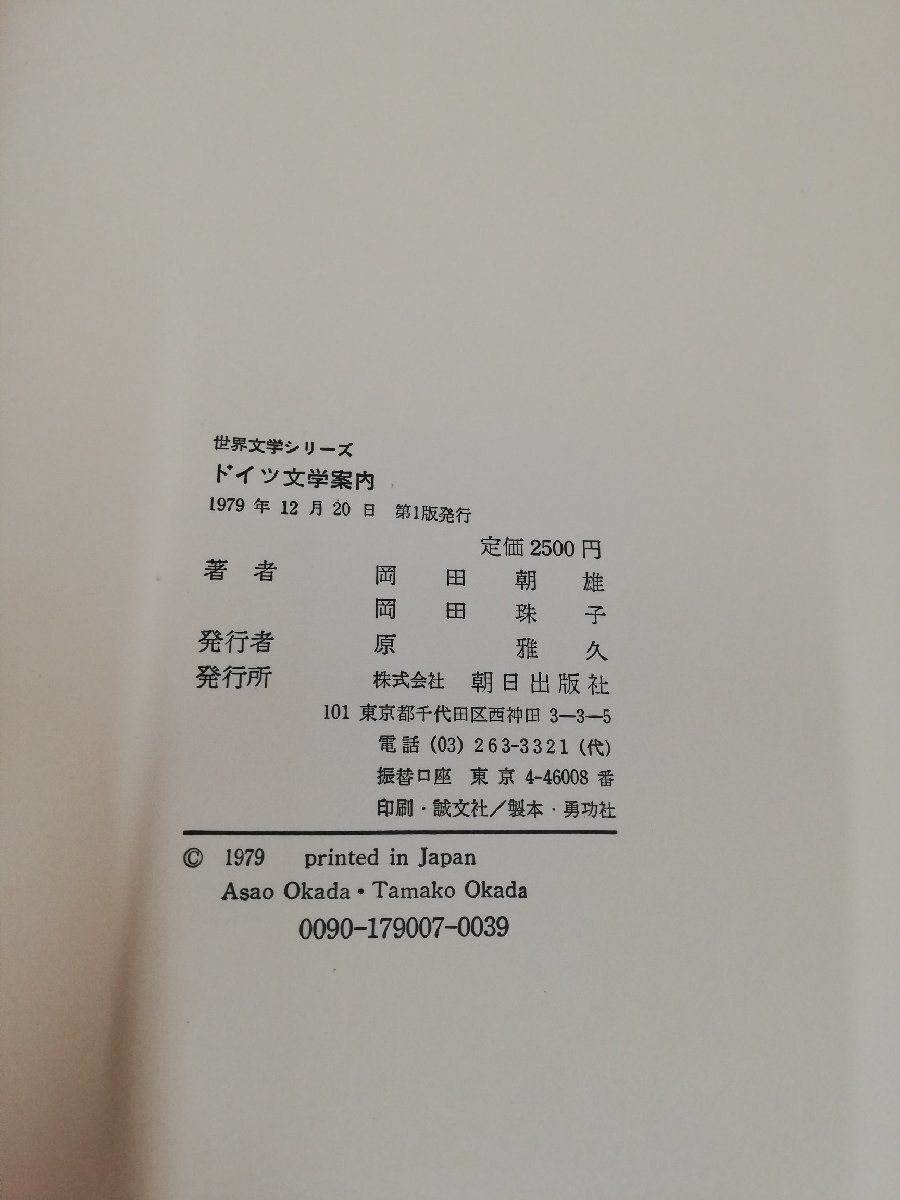 世界文学シリーズ
ドイツ文学案内
1979 年 12 月 20 日 第1版発行
定価 2500 円
著者 岡田朝雄
岡田珠子
発行者 原雅久
発行所 株式会社 朝日出版社
101 東京都千代田区西神田 3—3—5
電話 (03) 263-3321 (代)
振替口座 東京 4-46008 番
印刷・誠文社／製本・勇功社
© 1979 printed in Japan
Asao Okada・Tamako Okada
0090-179007-0039